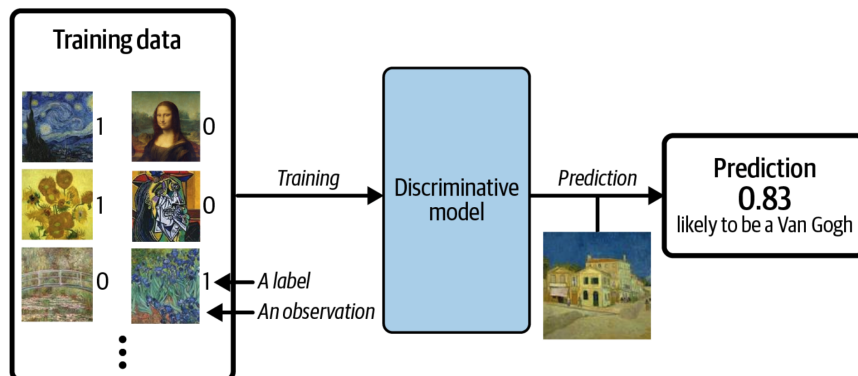 Training data
1
0
1
0
0
1
A label
An observation
Training
Discriminative
model
Prediction
Prediction
0.83
likely to be a Van Gogh